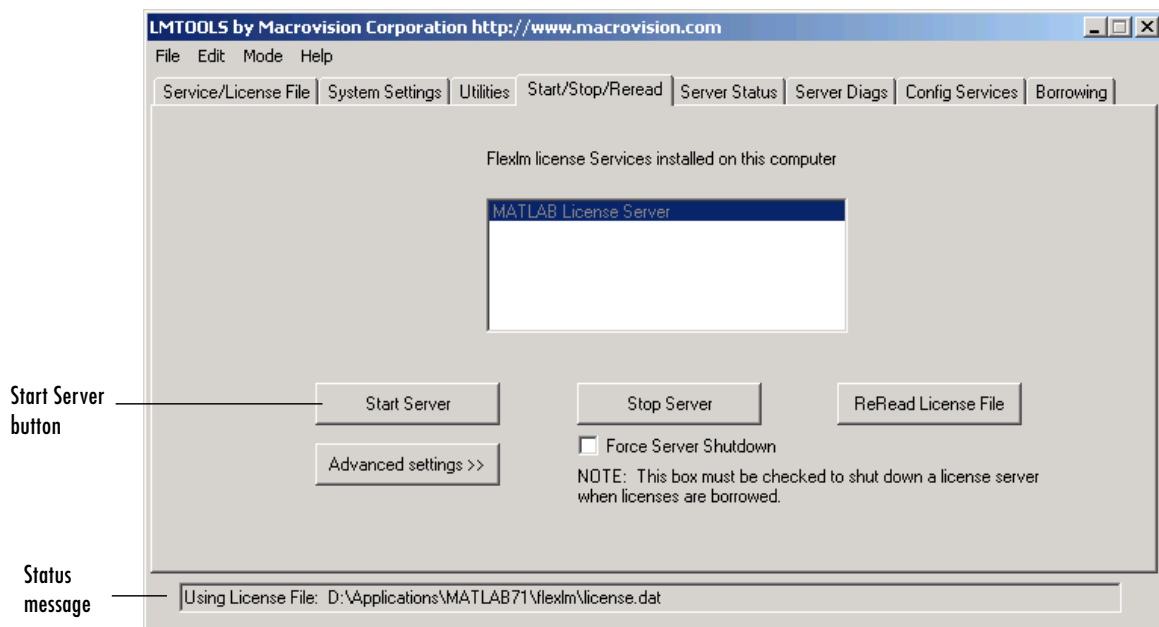 LMTOOLS by Macrovision Corporation http://www.macrovision.com
File Edit Mode Help
Service/License File System Settings Utilities Start/Stop/Reread Server Status Server Diags Config Services Borrowing
Flexlm license Services installed on this computer
MATLAB License Server
Start Server
button
Start Server Stop Server ReRead License File
Advanced settings >>
Force Server Shutdown
NOTE: This box must be checked to shut down a license server
when licenses are borrowed.
Status
message
Using License File: D:\Applications\MATLAB71\flexlm\license.dat